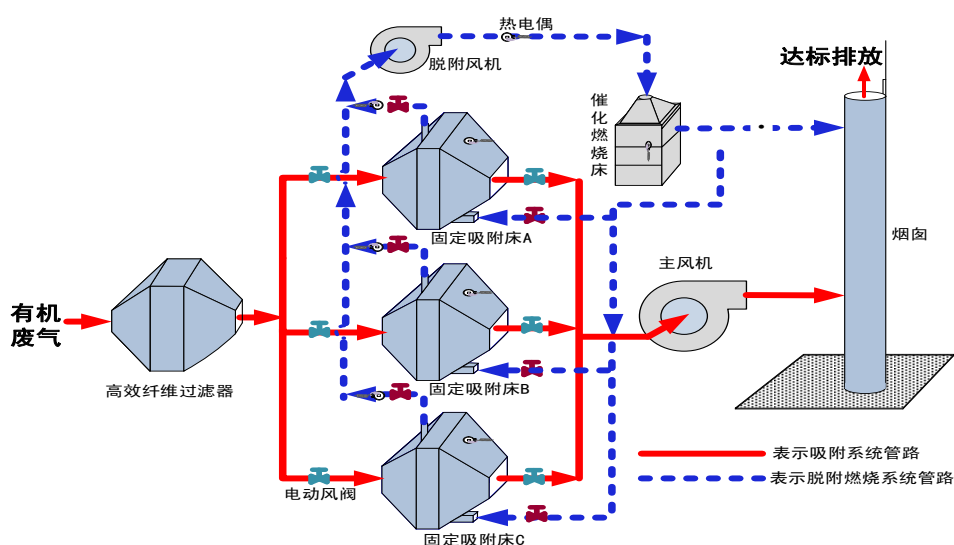 热电偶
脱附风机
达标排放
催化燃烧床
固定吸附床A
烟囱
主风机
有机
废气
固定吸附床B
高效纤维过滤器
表示吸附系统管路
表示脱附燃烧系统管路
电动风阀
固定吸附床C